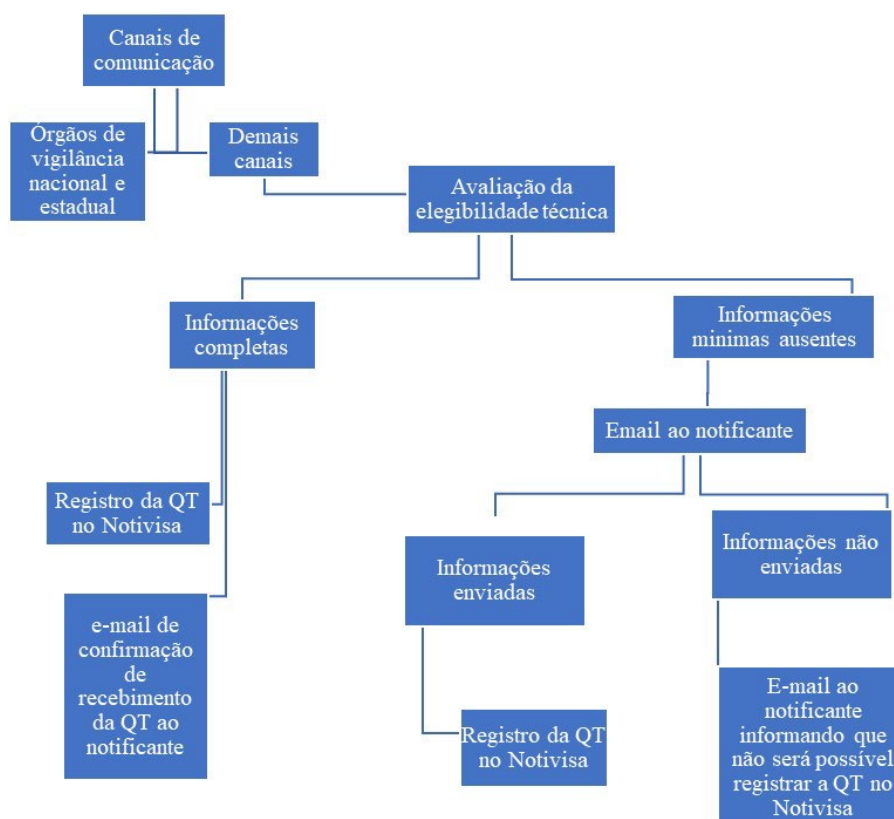 Canais de
comunicação
Órgãos de
vigilância
nacional e
estadual
Demais
canais
Avaliação da
elegibilidade técnica
Informações
completas
Informações
minimas ausentes
Email ao notificante
Registro da QT
no Notivisa
e-mail de
confirmação
de
recebimento
da QT ao
notificante
Informações
enviadas
Informações não
enviadas
Registro da QT
no Notivisa
E-mail ao
notificante
informando que
não será possível
registrar a QT no
Notivisa